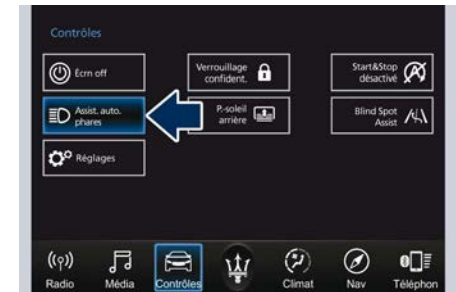 Contrôles
Écrn off
Verrouillage
confident.
Start&Stop
désactivé
Assist. auto.
phares
P.-soleil
arrière
Blind Spot
Assist
Réglages
Radio
Média
Contrôles
Climat
Nav
Téléphon